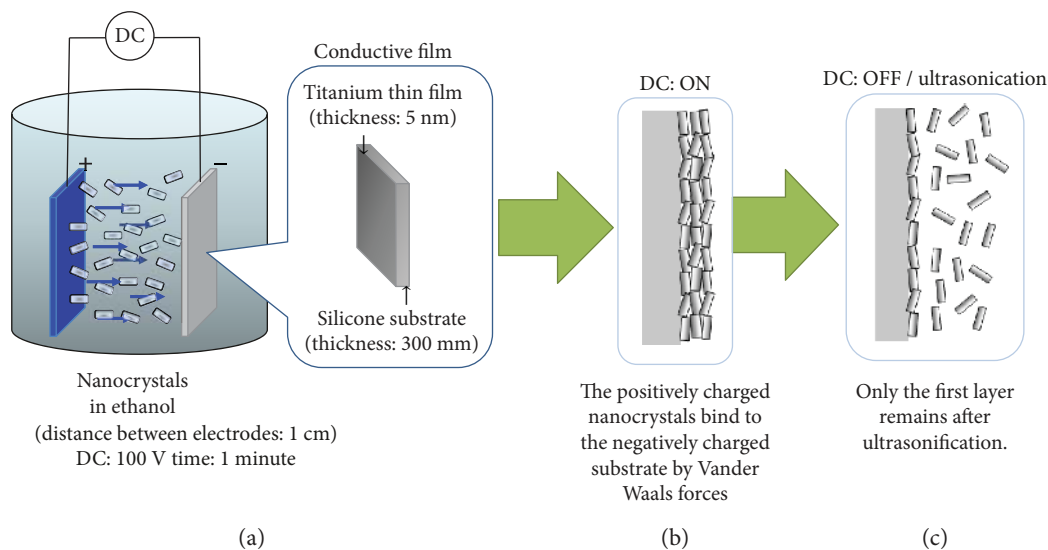 DC
+
−
Conductive film
Titanium thin film
(thickness: 5 nm)
Silicone substrate
(thickness: 300 mm)
Nanocrystals
in ethanol
(distance between electrodes: 1 cm)
DC: 100 V time: 1 minute
(a)
DC: ON
The positively charged
nanocrystals bind to
the negatively charged
substrate by Vander
Waals forces
(b)
DC: OFF / ultrasonication
Only the first layer
remains after
ultrasonification.
(c)